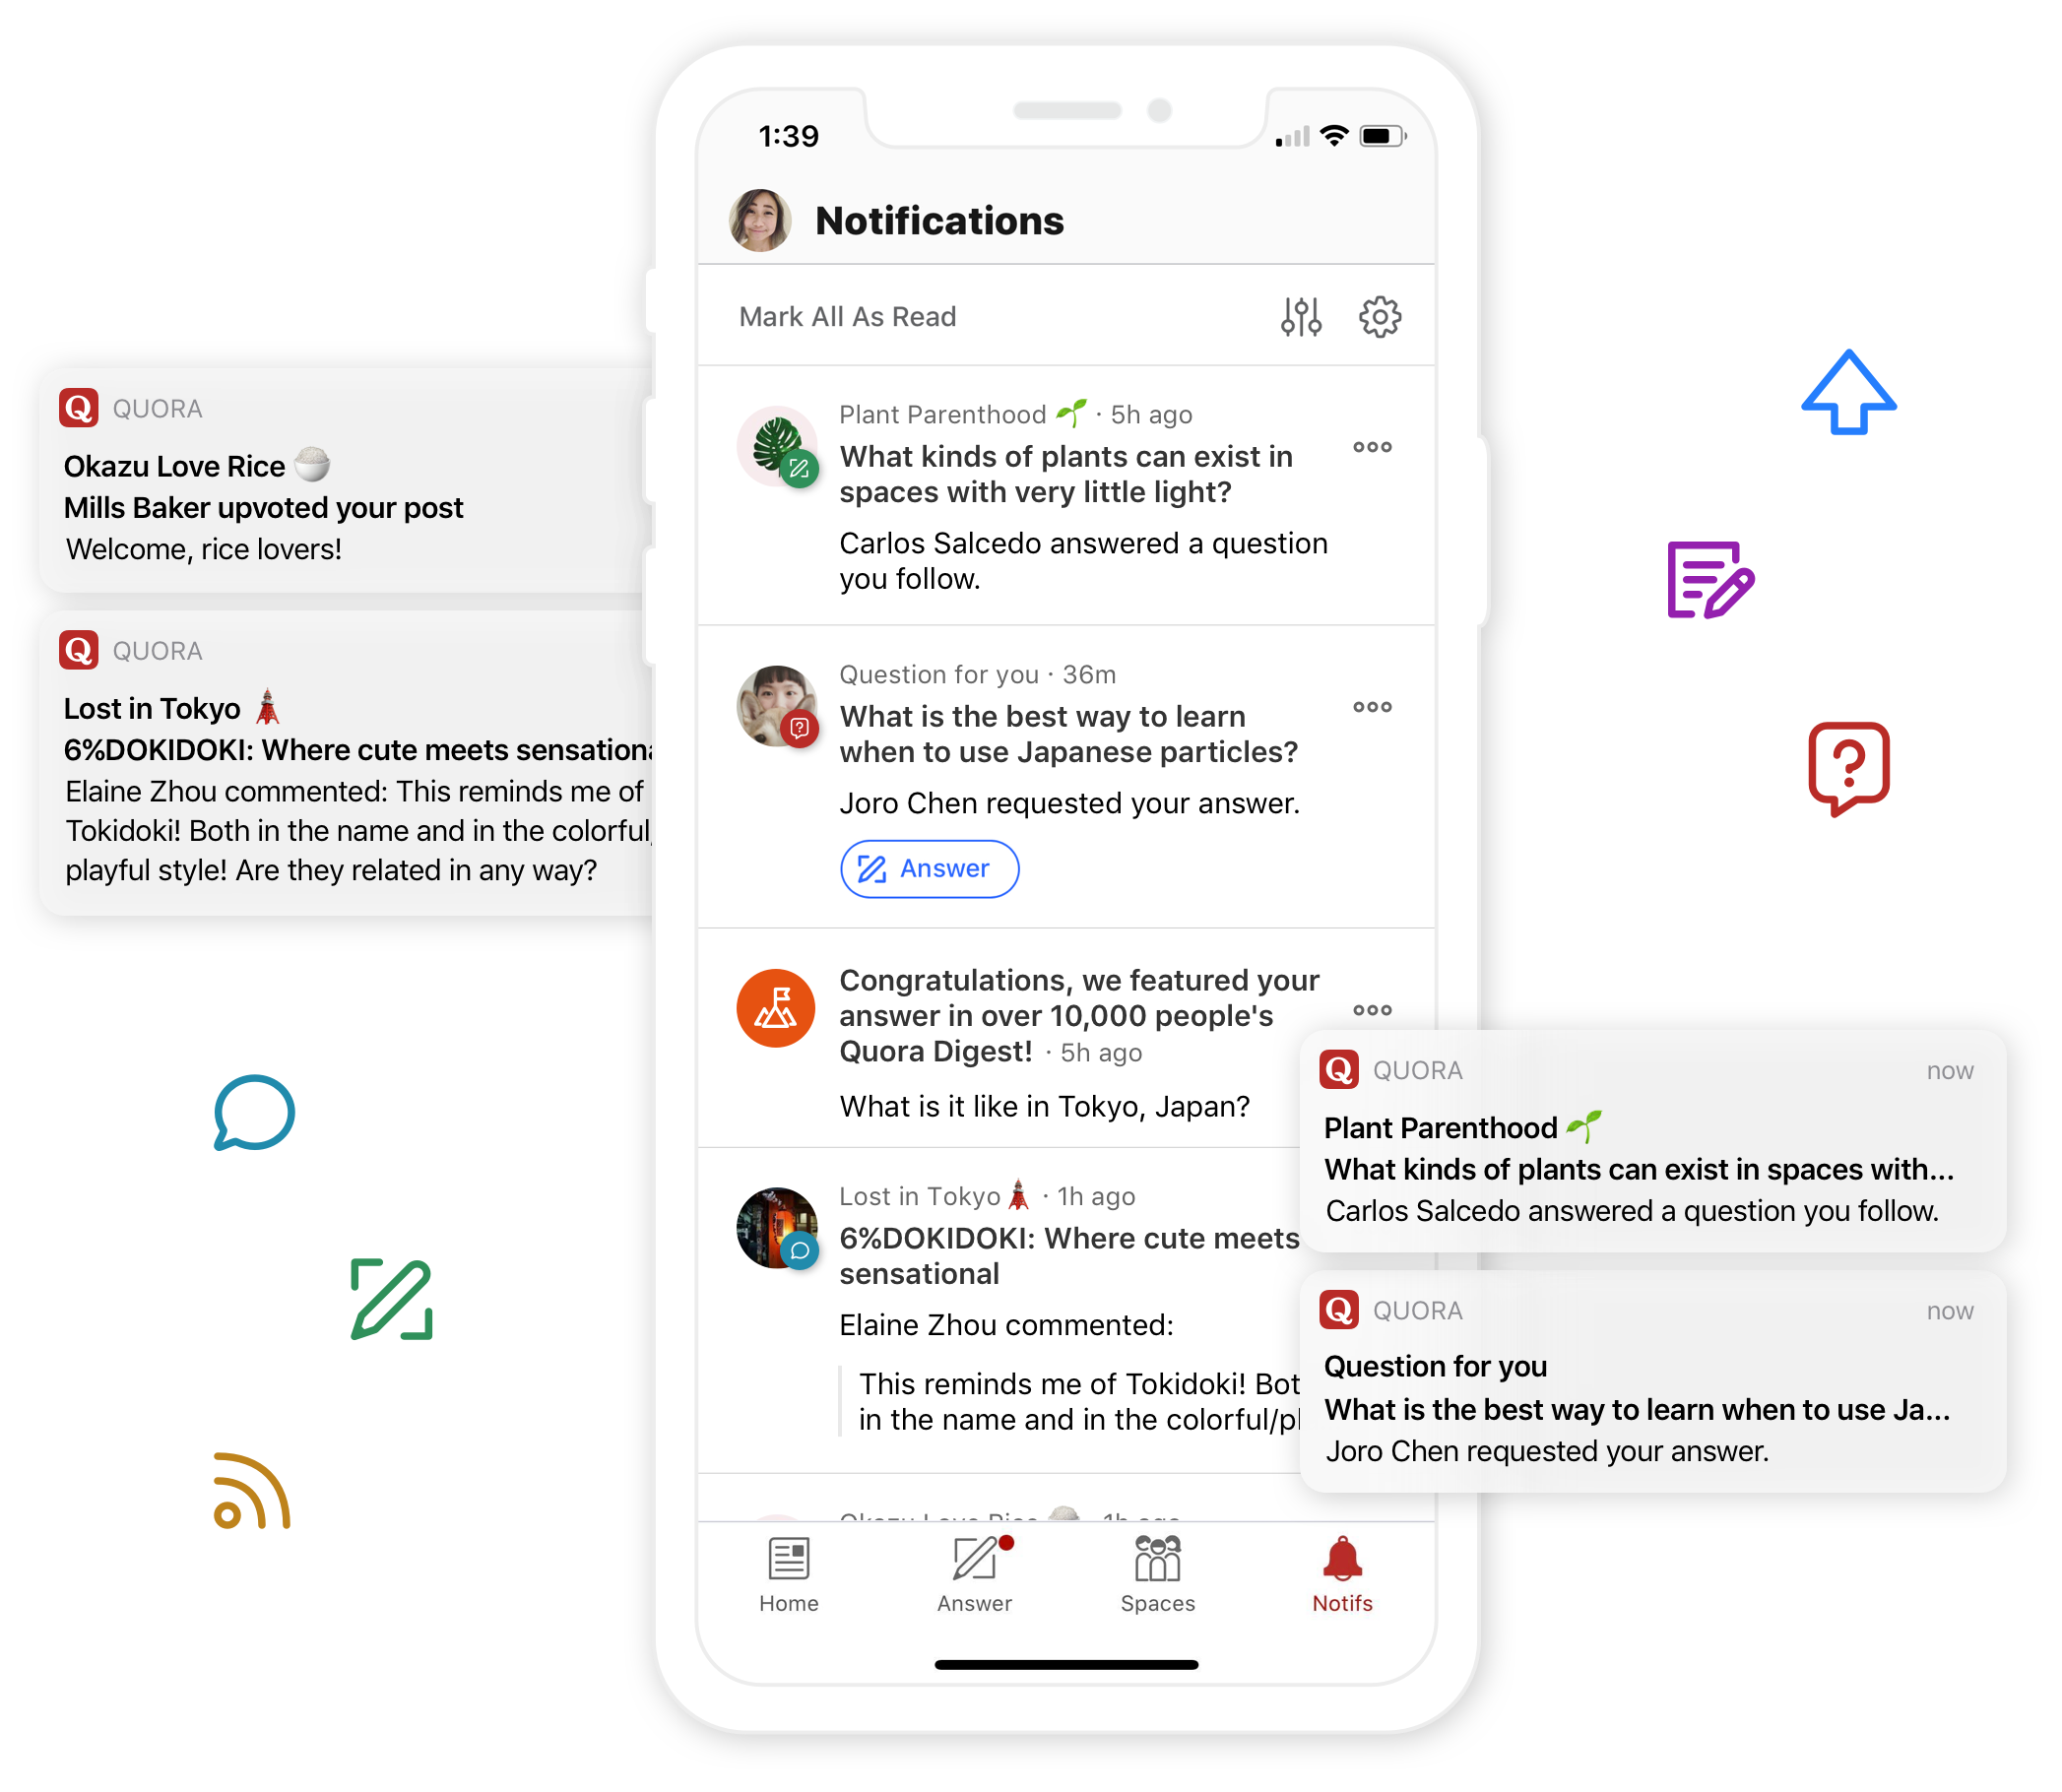 1:39
Notifications
Mark All As Read
Plant Parenthood · 5h ago
What kinds of plants can exist in
spaces with very little light?
Carlos Salcedo answered a question
you follow.
Question for you · 36m
What is the best way to learn
when to use Japanese particles?
Joro Chen requested your answer.
Answer
Congratulations, we featured your
answer in over 10,000 people's
Quora Digest! · 5h ago
What is it like in Tokyo, Japan?
Lost in Tokyo · 1h ago
6%DOKIDOKI: Where cute meets
sensational
Elaine Zhou commented:
This reminds me of Tokidoki! Bot
in the name and in the colorful/pl
Okazu Love Rice · 1h ago
Home
Answer
Spaces
Notifs
Q QUORA
Okazu Love Rice
Mills Baker upvoted your post
Welcome, rice lovers!
Q QUORA
Lost in Tokyo
6%DOKIDOKI: Where cute meets sensationa
Elaine Zhou commented: This reminds me of
Tokidoki! Both in the name and in the colorful/
playful style! Are they related in any way?
Q QUORA now
Plant Parenthood
What kinds of plants can exist in spaces with...
Carlos Salcedo answered a question you follow.
Q QUORA now
Question for you
What is the best way to learn when to use Ja...
Joro Chen requested your answer.